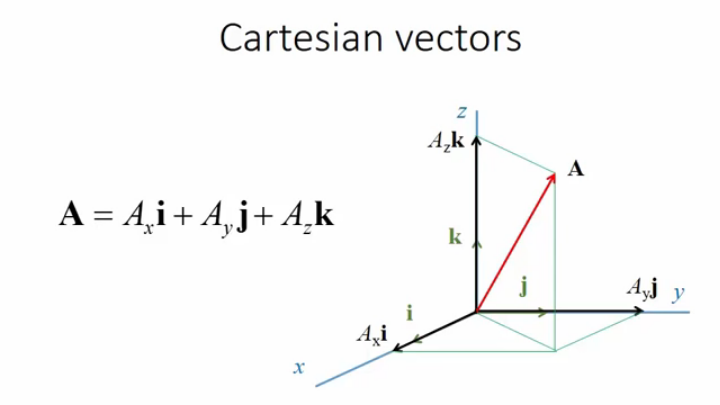 Cartesian vectors
z
A_z k
A
A = A_x i + A_y j + A_z k
k
j
A_y j
y
i
A_x i
x